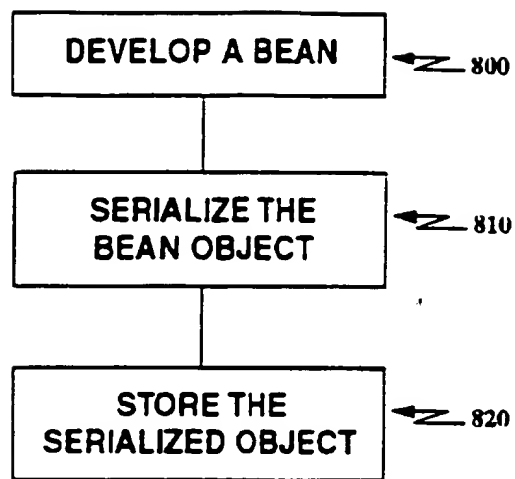 DEVELOP A BEAN
800
SERIALIZE THE
BEAN OBJECT
810
STORE THE
SERIALIZED OBJECT
820